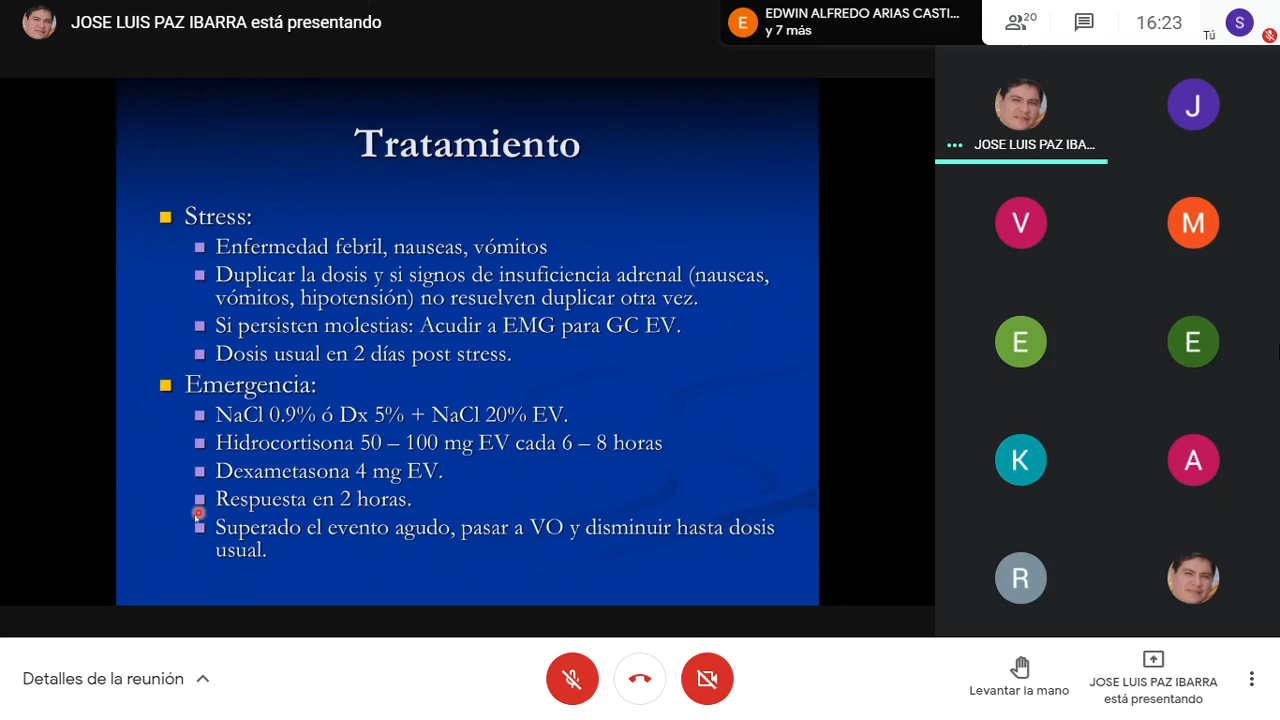 JOSE LUIS PAZ IBARRA está presentando
E
EDWIN ALFREDO ARIAS CASTI...
y 7 más
20
16:23
Tú
S
Tratamiento
Stress:
Enfermedad febril, nauseas, vómitos
Duplicar la dosis y si signos de insuficiencia adrenal (nauseas,
vómitos, hipotensión) no resuelven duplicar otra vez.
Si persisten molestias: Acudir a EMG para GC EV.
Dosis usual en 2 días post stress.
Emergencia:
NaCl 0.9% ó Dx 5% + NaCl 20% EV.
Hidrocortisona 50 – 100 mg EV cada 6 – 8 horas
Dexametasona 4 mg EV.
Respuesta en 2 horas.
Superado el evento agudo, pasar a VO y disminuir hasta dosis
usual.
JOSE LUIS PAZ IBA...
J
V
M
E
E
K
A
R
Detalles de la reunión
Levantar la mano
JOSE LUIS PAZ IBARRA
está presentando